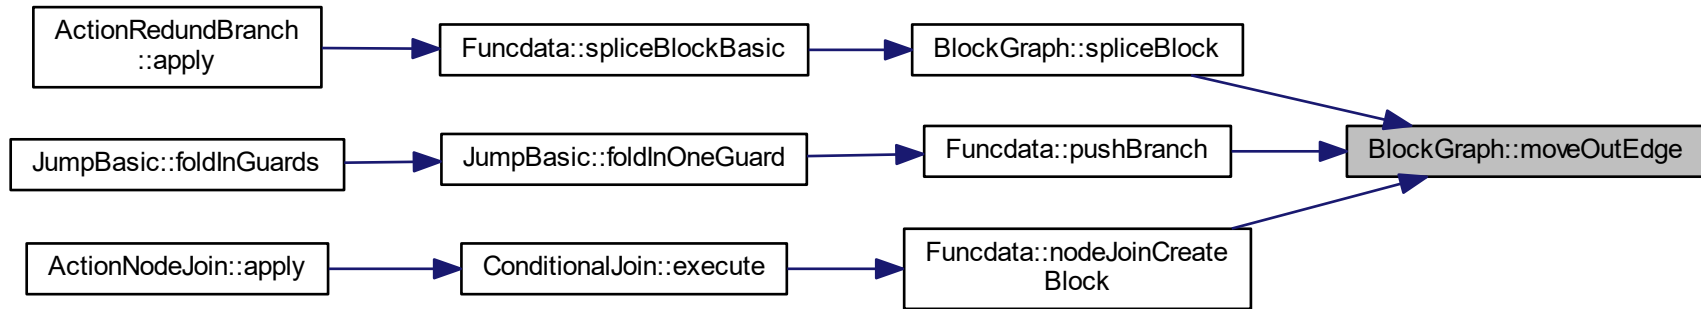 ActionRedundBranch
::apply
Funcdata::spliceBlockBasic
BlockGraph::spliceBlock
JumpBasic::foldInGuards
JumpBasic::foldInOneGuard
Funcdata::pushBranch
BlockGraph::moveOutEdge
ActionNodeJoin::apply
ConditionalJoin::execute
Funcdata::nodeJoinCreate
Block